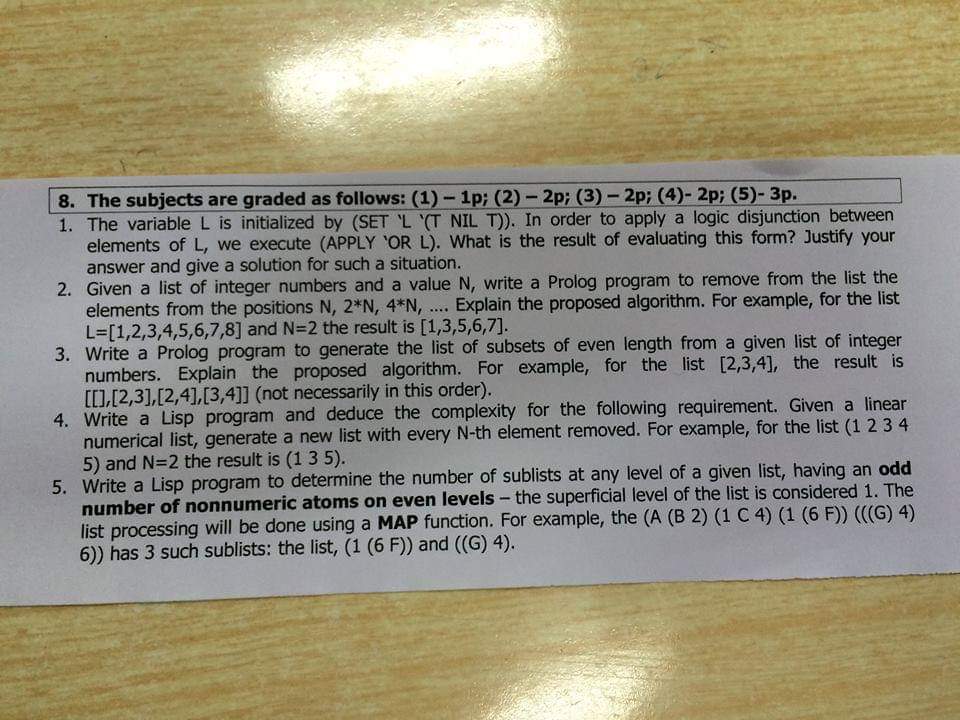 8. The subjects are graded as follows: (1) – 1p; (2) – 2p; (3) – 2p; (4)- 2p; (5)- 3p.
1. The variable L is initialized by (SET 'L '(T NIL T)). In order to apply a logic disjunction between
elements of L, we execute (APPLY 'OR L). What is the result of evaluating this form? Justify your
answer and give a solution for such a situation.
2. Given a list of integer numbers and a value N, write a Prolog program to remove from the list the
elements from the positions N, 2*N, 4*N, .... Explain the proposed algorithm. For example, for the list
L=[1,2,3,4,5,6,7,8] and N=2 the result is [1,3,5,6,7].
3. Write a Prolog program to generate the list of subsets of even length from a given list of integer
numbers. Explain the proposed algorithm. For example, for the list [2,3,4], the result is
[[],[2,3],[2,4],[3,4]] (not necessarily in this order).
4. Write a Lisp program and deduce the complexity for the following requirement. Given a linear
numerical list, generate a new list with every N-th element removed. For example, for the list (1 2 3 4
5) and N=2 the result is (1 3 5).
5. Write a Lisp program to determine the number of sublists at any level of a given list, having an odd
number of nonnumeric atoms on even levels – the superficial level of the list is considered 1. The
list processing will be done using a MAP function. For example, the (A (B 2) (1 C 4) (1 (6 F)) (((G) 4)
6)) has 3 such sublists: the list, (1 (6 F)) and ((G) 4).